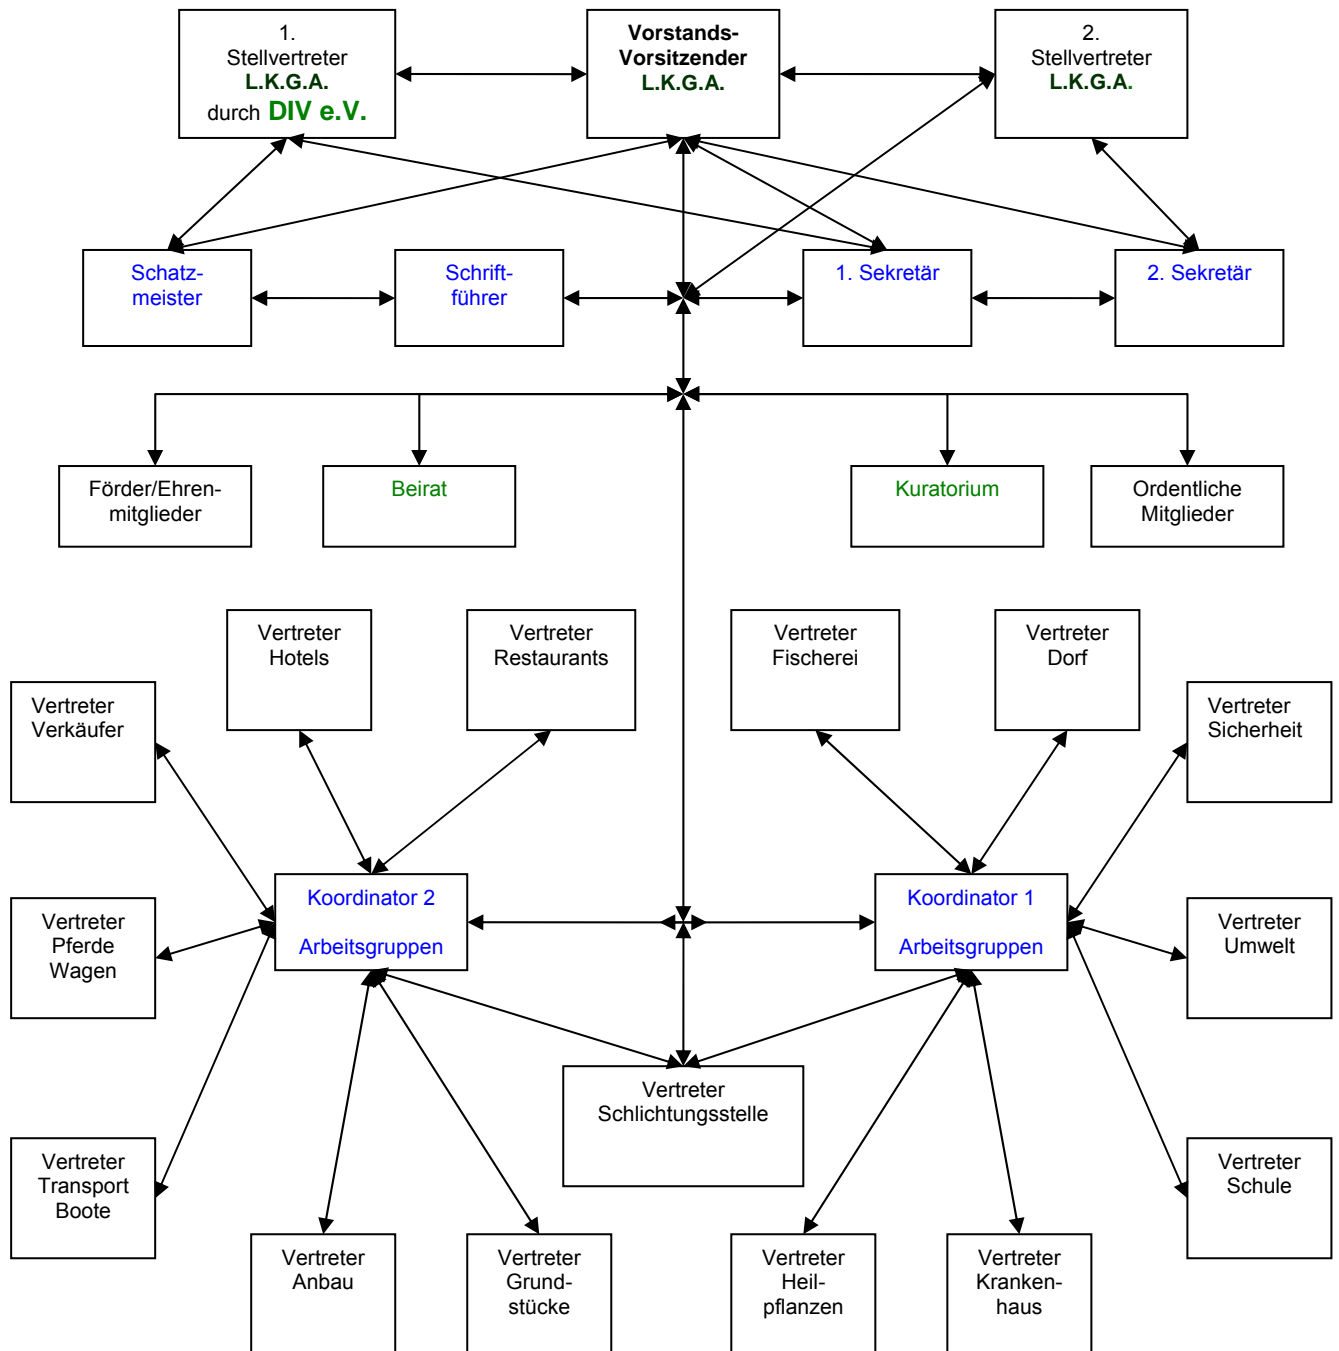 1.
Stellvertreter
L.K.G.A.
durch DIV e.V.
Vorstands-
Vorsitzender
L.K.G.A.
2.
Stellvertreter
L.K.G.A.
Schatz-
meister
Schrift-
führer
1. Sekretär
2. Sekretär
Förder/Ehren-
mitglieder
Beirat
Kuratorium
Ordentliche
Mitglieder
Vertreter
Hotels
Vertreter
Restaurants
Vertreter
Fischerei
Vertreter
Dorf
Vertreter
Verkäufer
Vertreter
Sicherheit
Koordinator 2
Arbeitsgruppen
Koordinator 1
Arbeitsgruppen
Vertreter
Pferde
Wagen
Vertreter
Umwelt
Vertreter
Schlichtungsstelle
Vertreter
Transport
Boote
Vertreter
Schule
Vertreter
Anbau
Vertreter
Grund-
stücke
Vertreter
Heil-
pflanzen
Vertreter
Kranken-
haus